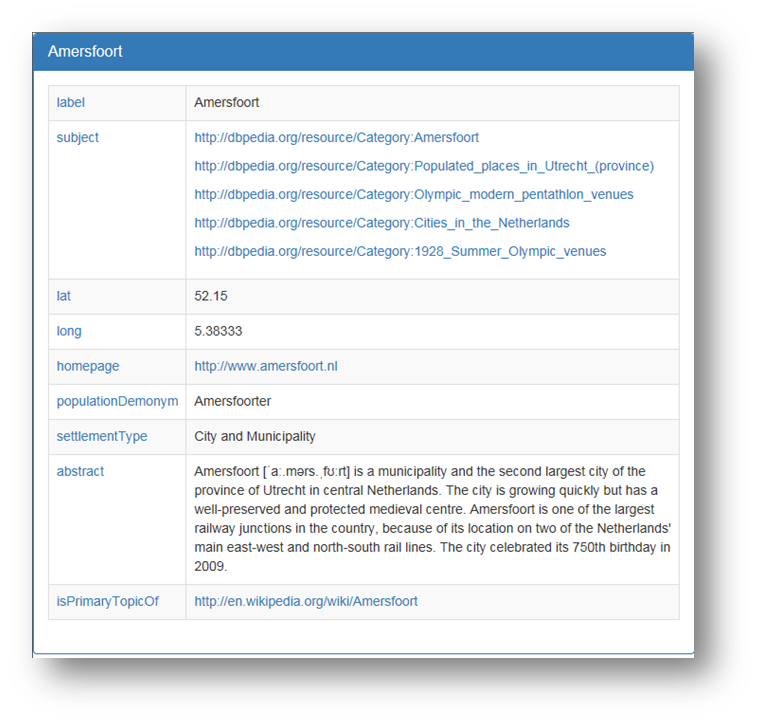 Amersfoort
label Amersfoort
subject http://dbpedia.org/resource/Category:Amersfoort
http://dbpedia.org/resource/Category:Populated_places_in_Utrecht_(province)
http://dbpedia.org/resource/Category:Olympic_modern_pentathlon_venues
http://dbpedia.org/resource/Category:Cities_in_the_Netherlands
http://dbpedia.org/resource/Category:1928_Summer_Olympic_venues
lat 52.15
long 5.38333
homepage http://www.amersfoort.nl
populationDemonym Amersfoorter
settlementType City and Municipality
abstract Amersfoort [ˈaː.mərs.ˌfʊːrt] is a municipality and the second largest city of the
province of Utrecht in central Netherlands. The city is growing quickly but has a
well-preserved and protected medieval centre. Amersfoort is one of the largest
railway junctions in the country, because of its location on two of the Netherlands'
main east-west and north-south rail lines. The city celebrated its 750th birthday in
2009.
isPrimaryTopicOf http://en.wikipedia.org/wiki/Amersfoort